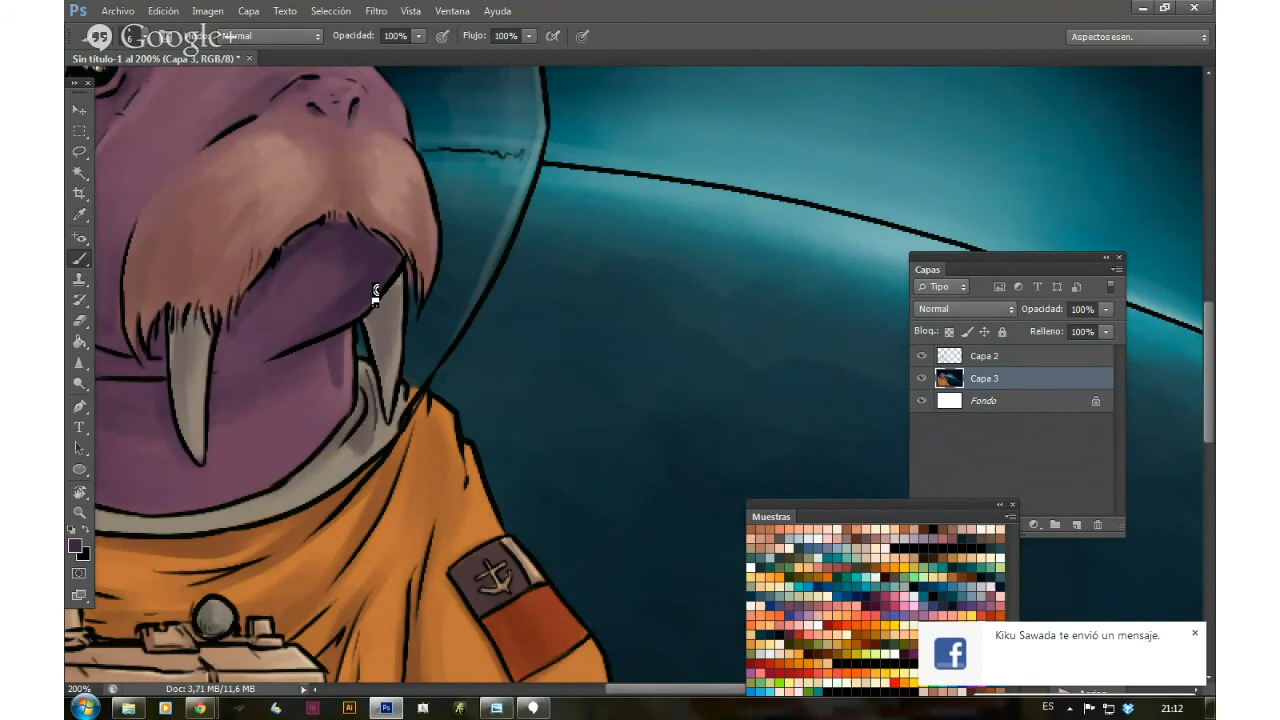 Ps Archivo Edición Imagen Capa Texto Selección Filtro Vista Ventana Ayuda
Google+
6 Modo: Normal Opacidad: 100% Flujo: 100% Aspectos esen.
Sin título-1 al 200% (Capa 3, RGB/8) *
Capas
Tipo
Normal Opacidad: 100%
Bloq.: Relleno: 100%
Capa 2
Capa 3
Fondo
Muestras
Kiku Sawada te envió un mensaje.
200% Doc: 3,71 MB/11,6 MB
ES 21:12